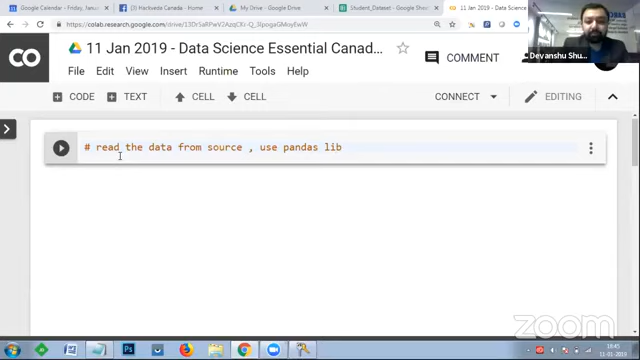 Google Calendar - Friday, Januar
Hackveda Canada - Home
My Drive - Google Drive
Student_Dataset - Google Shee
11 Jan 2019 - Data Science Esse
https://colab.research.google.com/drive/
CO
11 Jan 2019 - Data Science Essential Canad...
COMMENT
Devanshu Shu...
File Edit View Insert Runtime Tools Help
CODE TEXT CELL CELL CONNECT EDITING
# read the data from source , use pandas lib
zoom
18:45
11-01-2019